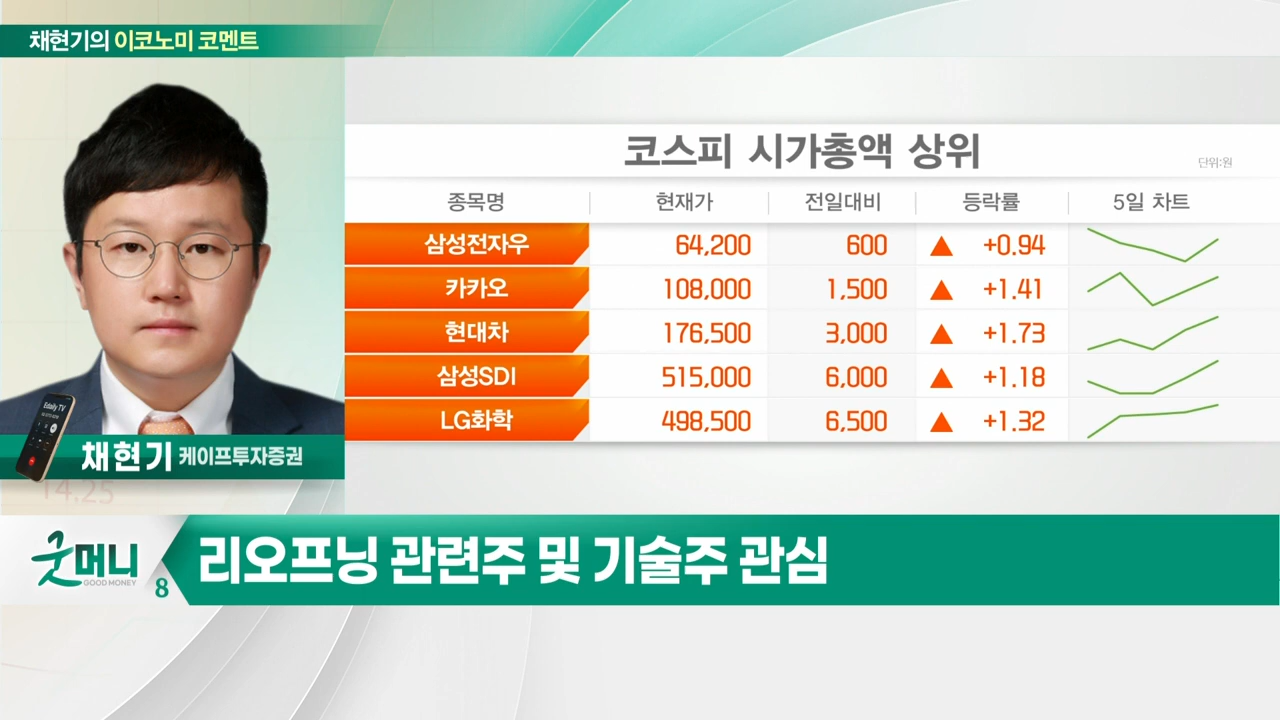 채현기의 이코노미 코멘트
코스피 시가총액 상위
단위:원
종목명 현재가 전일대비 등락률 5일 차트
삼성전자우 64,200 600 ▲ +0.94
카카오 108,000 1,500 ▲ +1.41
현대차 176,500 3,000 ▲ +1.73
삼성SDI 515,000 6,000 ▲ +1.18
LG화학 498,500 6,500 ▲ +1.32
Edaily TV
채현기 케이프투자증권
14.25
굿머니
GOOD MONEY
8
리오프닝 관련주 및 기술주 관심